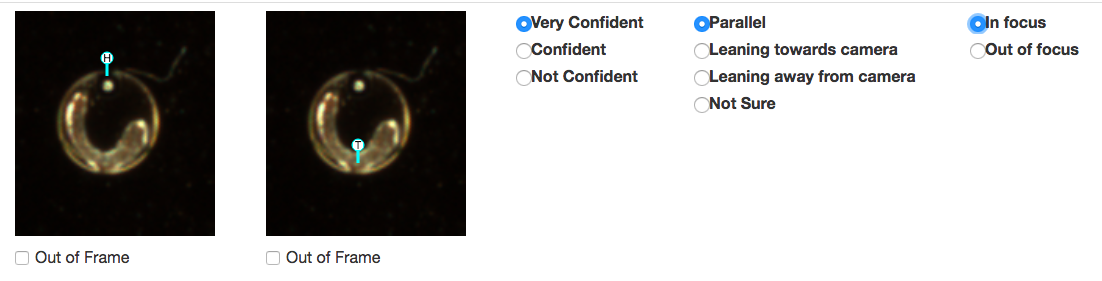 H
T
Very Confident
Confident
Not Confident
Parallel
Leaning towards camera
Leaning away from camera
Not Sure
In focus
Out of focus
Out of Frame
Out of Frame